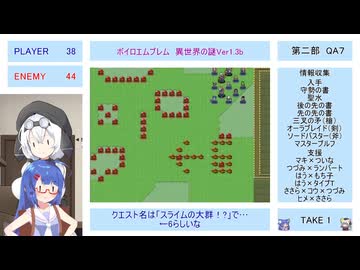 PLAYER 38
ENEMY 44
ボイロエムブレム 異世界の謎Ver1.3b
第二部 QA7
情報収集
入手
守勢の書
聖水
後の先の書
先の先の書
三叉の矛(槍)
オーラブレイド(剣)
ソードバスター(斧)
マスタープルフ
支援
マキ×ついな
つづみ×ランバート
はう×もち子
はう×タイプT
ささら×コウ×つづみ
ヒメ×ささら
クエスト名は「スライムの大群!?」で…
←6らしいな
TAKE 1